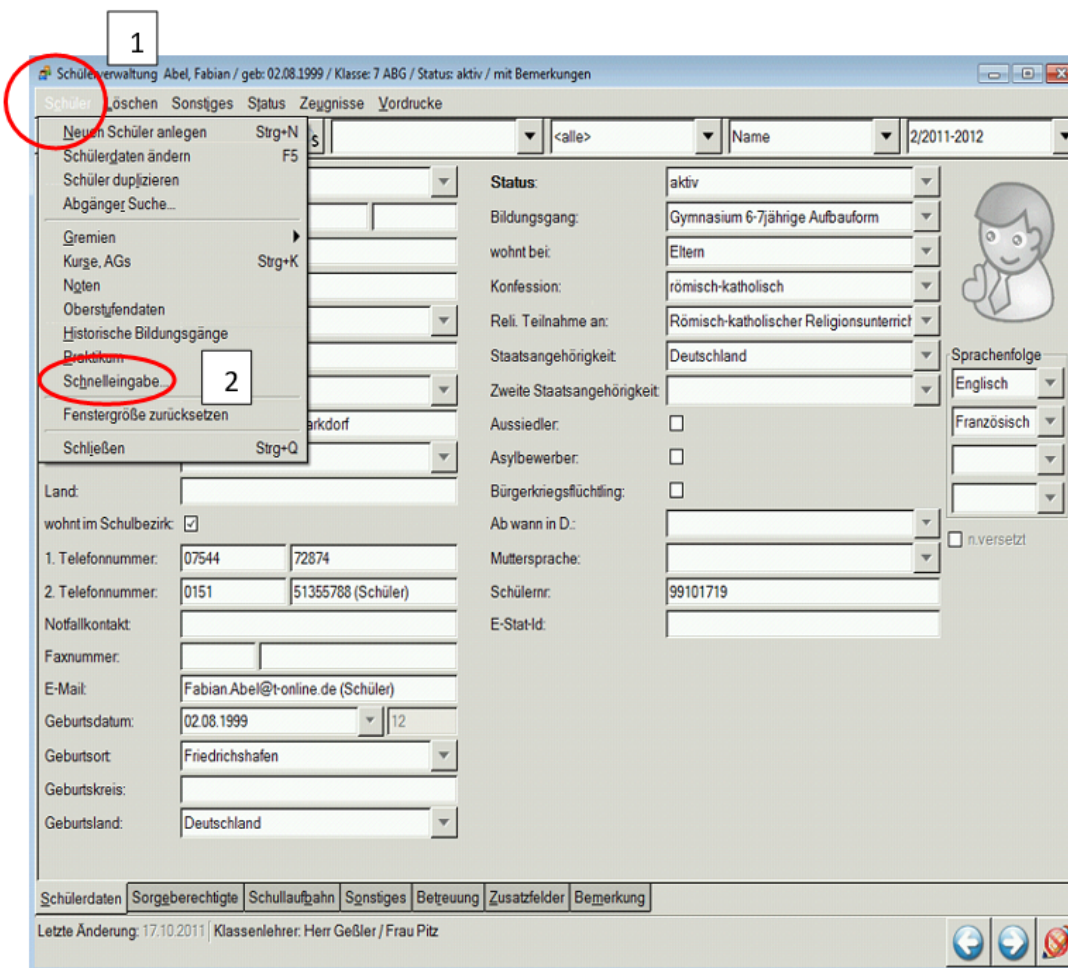 1
Schülerverwaltung Abel, Fabian / geb: 02.08.1999 / Klasse: 7 ABG / Status: aktiv / mit Bemerkungen
Schüler Löschen Sonstiges Status Zeugnisse Vordrucke
Neuen Schüler anlegen Strg+N
Schülerdaten ändern F5
Schüler duplizieren
Abgänger Suche...
Gremien
Kurse, AGs Strg+K
Noten
Oberstufendaten
Historische Bildungsgänge
Praktikum
Schnelleingabe...
2
Fenstergröße zurücksetzen
Schließen Strg+Q
s <alle> Name 2/2011-2012
arkdorf
Land:
wohnt im Schulbezirk:
1. Telefonnummer: 07544 72874
2. Telefonnummer: 0151 51355788 (Schüler)
Notfallkontakt:
Faxnummer:
E-Mail: Fabian.Abel@t-online.de (Schüler)
Geburtsdatum: 02.08.1999 12
Geburtsort: Friedrichshafen
Geburtskreis:
Geburtsland: Deutschland
Status: aktiv
Bildungsgang: Gymnasium 6-7jährige Aufbauform
wohnt bei: Eltern
Konfession: römisch-katholisch
Reli. Teilnahme an: Römisch-katholischer Religionsunterrich
Staatsangehörigkeit: Deutschland
Zweite Staatsangehörigkeit:
Aussiedler:
Asylbewerber:
Bürgerkriegsflüchtling:
Ab wann in D.:
Muttersprache:
Schülernr.: 99101719
E-Stat-Id:
Sprachenfolge
Englisch
Französisch
n.versetzt
Schülerdaten Sorgeberechtigte Schullaufbahn Sonstiges Betreuung Zusatzfelder Bemerkung
Letzte Änderung: 17.10.2011 Klassenlehrer: Herr Geßler / Frau Pitz